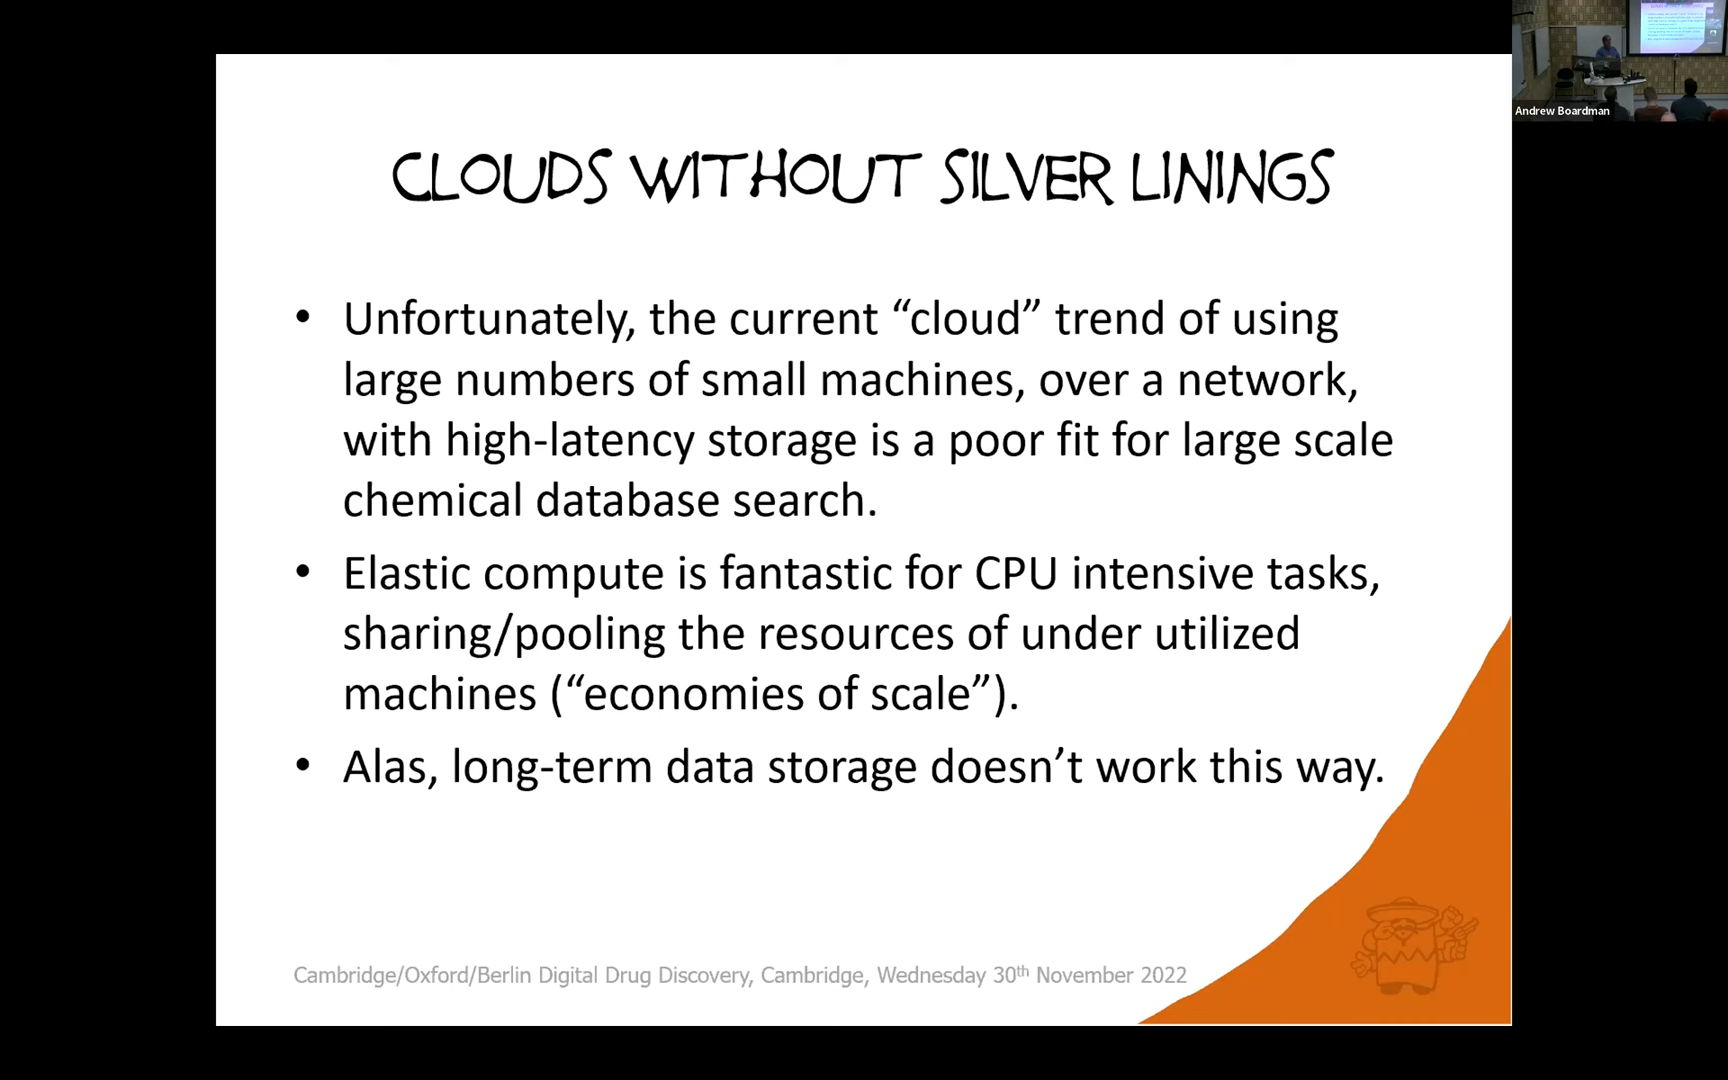 CLOUDS WITHOUT SILVER LININGS
• Unfortunately, the current “cloud” trend of using
large numbers of small machines, over a network,
with high-latency storage is a poor fit for large scale
chemical database search.
• Elastic compute is fantastic for CPU intensive tasks,
sharing/pooling the resources of under utilized
machines (“economies of scale”).
• Alas, long-term data storage doesn’t work this way.
Cambridge/Oxford/Berlin Digital Drug Discovery, Cambridge, Wednesday 30th November 2022
Andrew Boardman